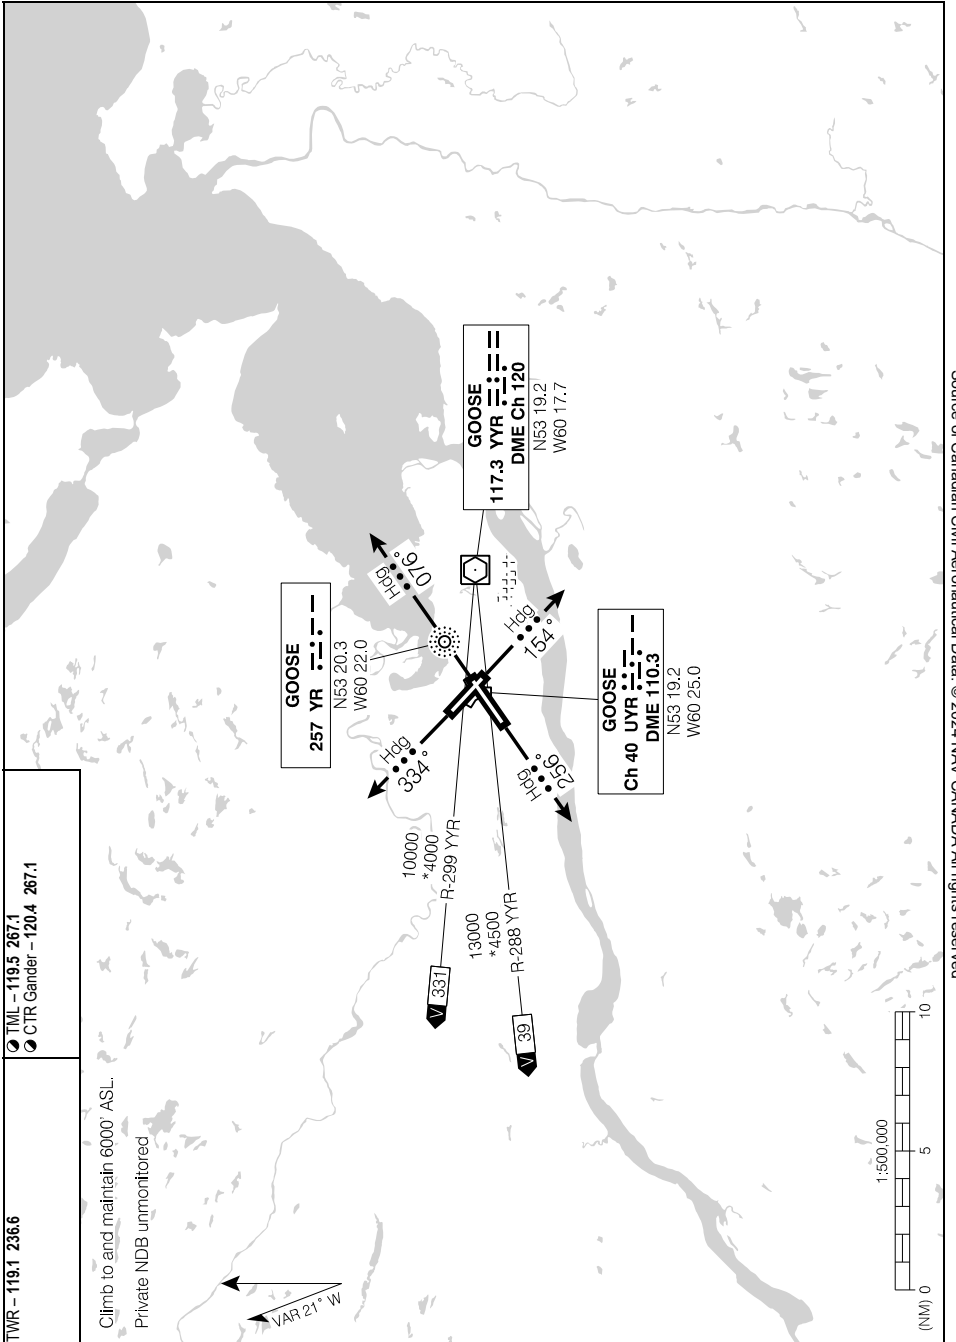 TWR – 119.1 236.6
TML – 119.5 267.1
CTR Gander – 120.4 267.1
Climb to and maintain 6000' ASL.
Private NDB unmonitored
VAR 21° W
GOOSE
257 YR
N53 20.3
W60 22.0
GOOSE
117.3 YYR
DME Ch 120
N53 19.2
W60 17.7
GOOSE
Ch 40 UYR
DME 110.3
N53 19.2
W60 25.0
Hdg
076°
Hdg
334°
Hdg
154°
Hdg
256°
10000
*4000
R-299 YYR
V 331
13000
*4500
R-288 YYR
V 39
1:500,000
(NM) 0 5 10
Source of Canadian Civil Aeronautical Data: © 2024 NAV CANADA All rights reserved